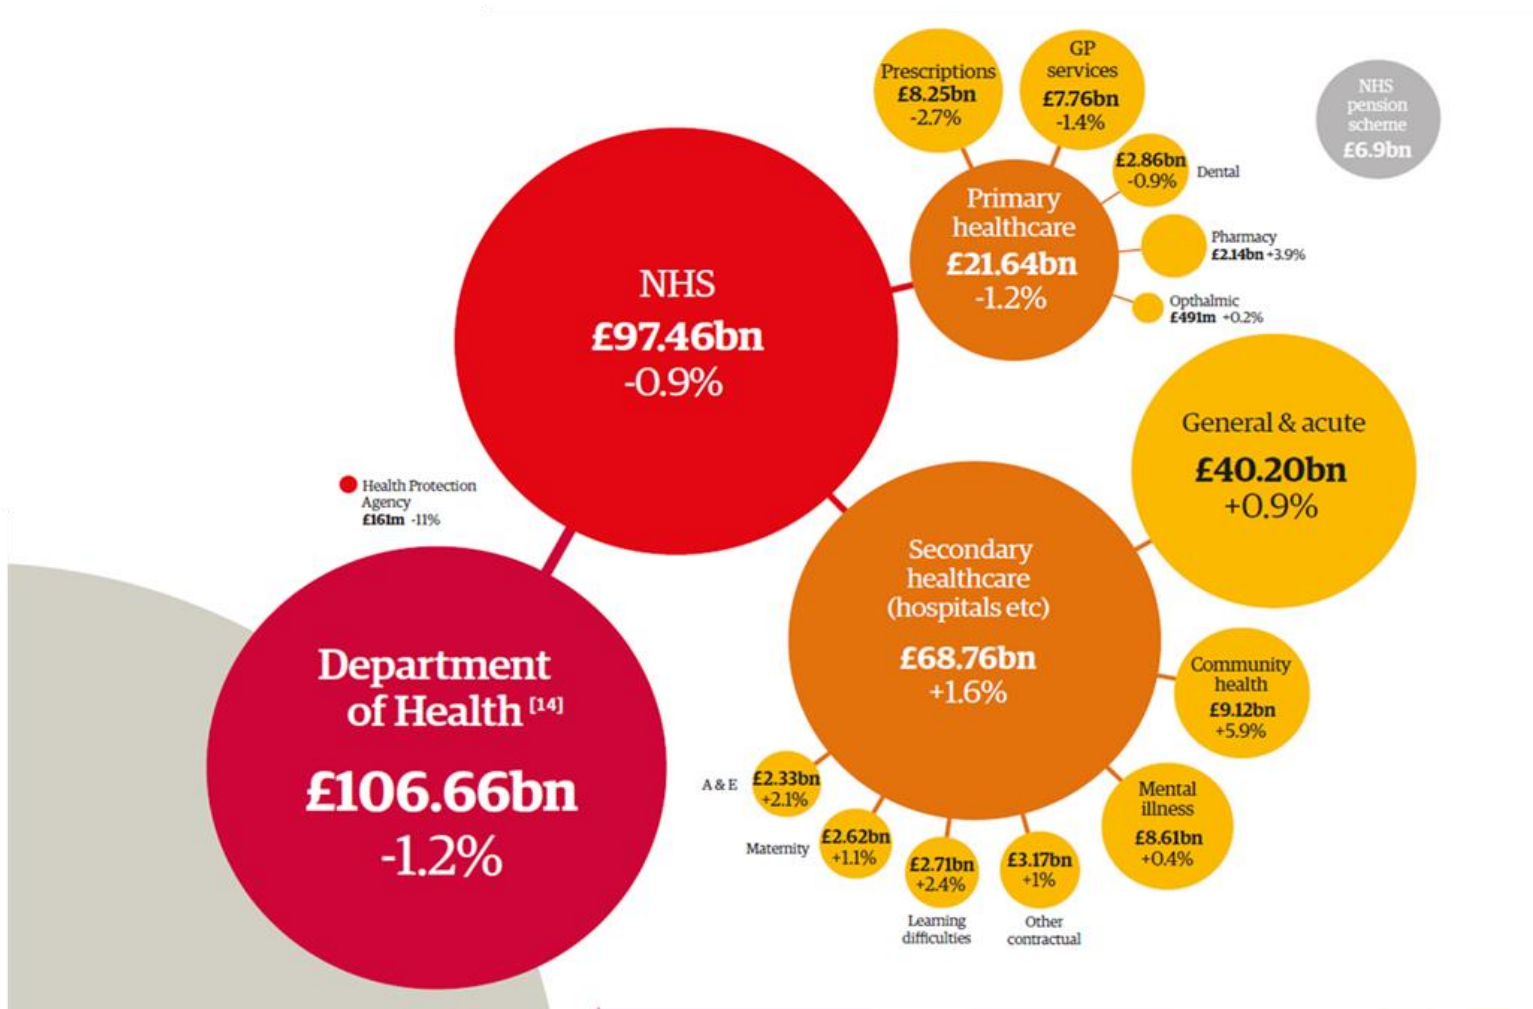 Prescriptions
£8.25bn
-2.7%
GP
services
£7.76bn
-1.4%
£2.86bn
-0.9%
Dental
Pharmacy
£2.14bn +3.9%
Opthalmic
£491m +0.2%
NHS
pension
scheme
£6.9bn
Primary
healthcare
£21.64bn
-1.2%
NHS
£97.46bn
-0.9%
General & acute
£40.20bn
+0.9%
Health Protection
Agency
£161m -11%
Secondary
healthcare
(hospitals etc)
£68.76bn
+1.6%
Department
of Health [14]
£106.66bn
-1.2%
Community
health
£9.12bn
+5.9%
Mental
illness
£8.61bn
+0.4%
A & E
£2.33bn
+2.1%
Maternity
£2.62bn
+1.1%
£2.71bn
+2.4%
Learning
difficulties
£3.17bn
+1%
Other
contractual